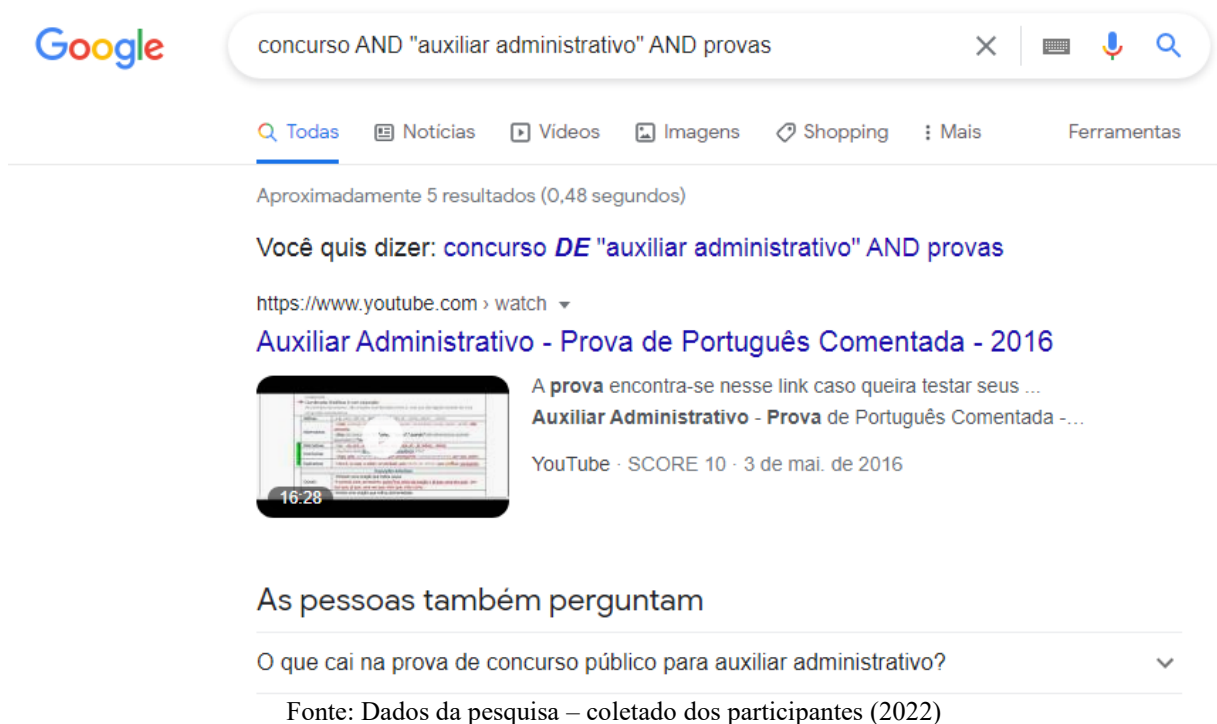 Google
concurso AND "auxiliar administrativo" AND provas
Todas Notícias Vídeos Imagens Shopping Mais Ferramentas
Aproximadamente 5 resultados (0,48 segundos)
Você quis dizer: concurso DE "auxiliar administrativo" AND provas
https://www.youtube.com › watch
Auxiliar Administrativo - Prova de Português Comentada - 2016
A prova encontra-se nesse link caso queira testar seus ...
Auxiliar Administrativo - Prova de Português Comentada -...
YouTube · SCORE 10 · 3 de mai. de 2016
16:28
As pessoas também perguntam
O que cai na prova de concurso público para auxiliar administrativo?
Fonte: Dados da pesquisa – coletado dos participantes (2022)